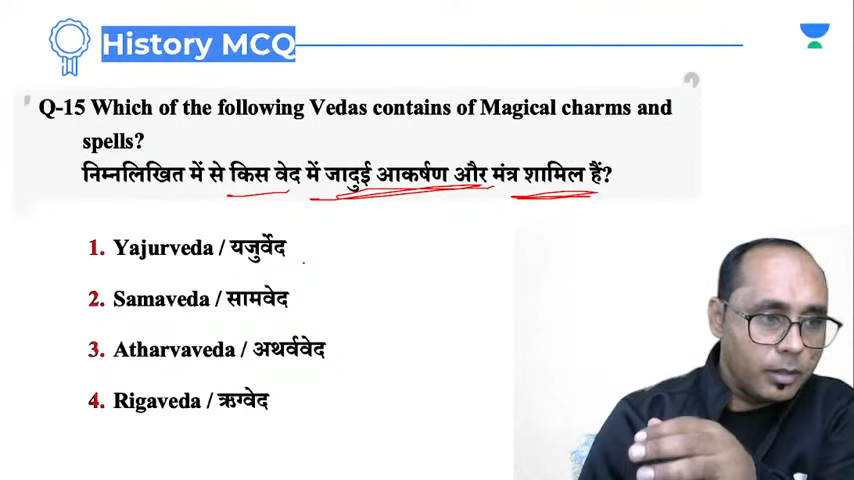 History MCQ
Q-15 Which of the following Vedas contains of Magical charms and
spells?
निम्नलिखित में से किस वेद में जादुई आकर्षण और मंत्र शामिल हैं?
1. Yajurveda / यजुर्वेद
2. Samaveda / सामवेद
3. Atharvaveda / अथर्ववेद
4. Rigaveda / ऋग्वेद